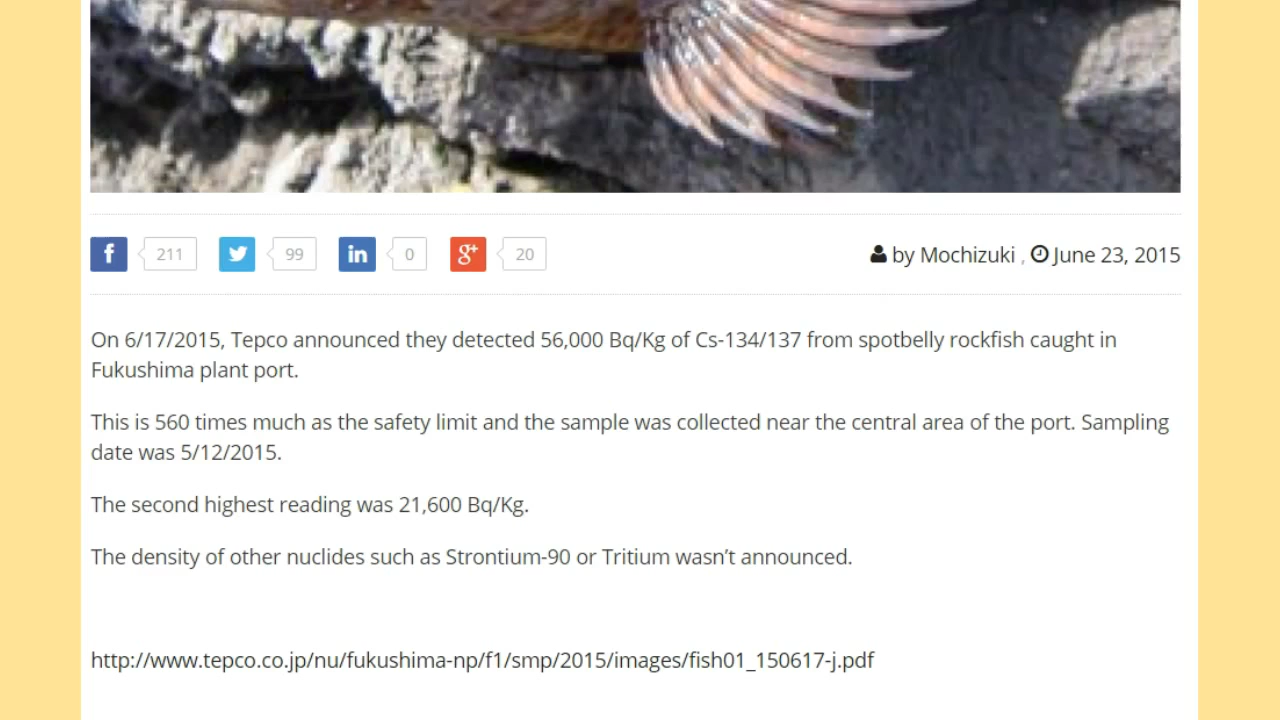 f 211 99 in 0 g+ 20 by Mochizuki , June 23, 2015
On 6/17/2015, Tepco announced they detected 56,000 Bq/Kg of Cs-134/137 from spotbelly rockfish caught in
Fukushima plant port.
This is 560 times much as the safety limit and the sample was collected near the central area of the port. Sampling
date was 5/12/2015.
The second highest reading was 21,600 Bq/Kg.
The density of other nuclides such as Strontium-90 or Tritium wasn’t announced.
http://www.tepco.co.jp/nu/fukushima-np/f1/smp/2015/images/fish01_150617-j.pdf